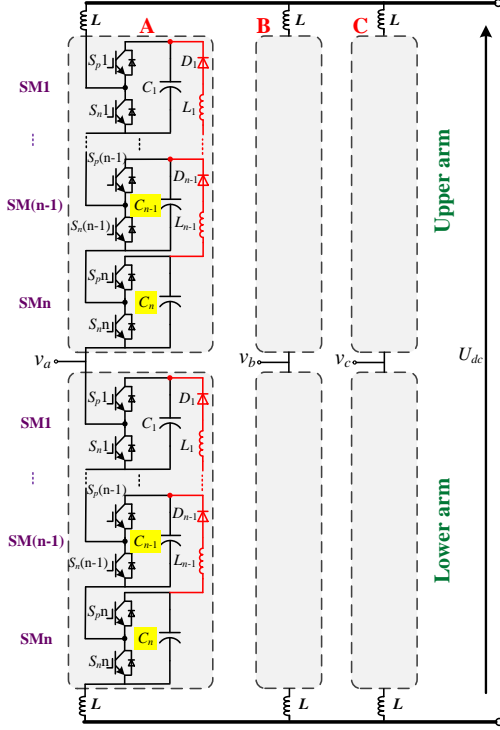 L L L
A B C
S_p1 D_1
SM1 C_1
S_n1 L_1
S_p(n-1) D_{n-1}
SM(n-1) C_{n-1}
S_n(n-1) L_{n-1}
S_pn
SMn C_n
S_nn
Upper arm
v_a v_b v_c U_dc
S_p1 D_1
SM1 C_1
S_n1 L_1
S_p(n-1) D_{n-1}
SM(n-1) C_{n-1}
S_n(n-1) L_{n-1}
S_pn
SMn C_n
S_nn
Lower arm
L L L